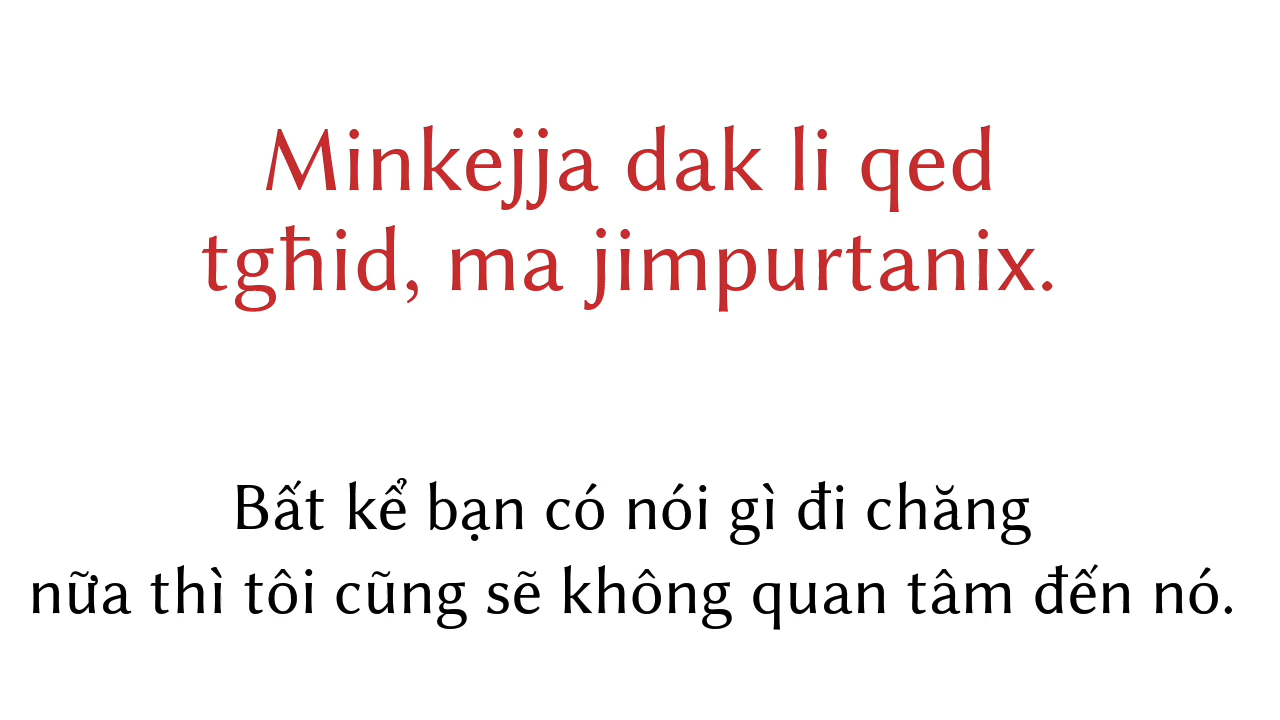 Minkejja dak li qed
tgħid, ma jimpurtanix.
Bất kể bạn có nói gì đi chăng
nữa thì tôi cũng sẽ không quan tâm đến nó.